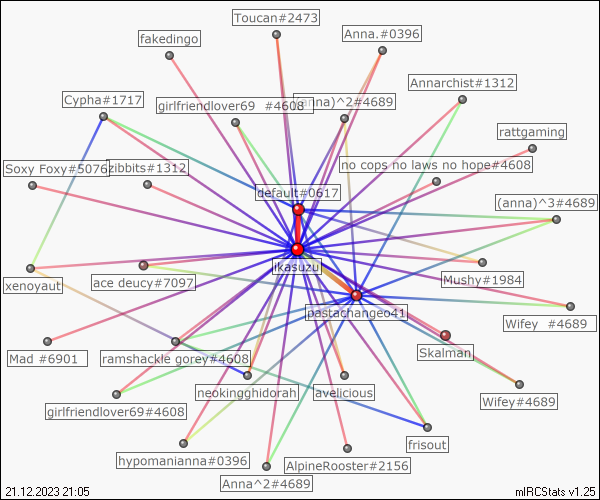 Toucan#2473
fakedingo
Anna.#0396
Annarchist#1312
Cypha#1717
girlfriendlover69 #4608
(anna)^2#4689
rattgaming
Soxy Foxy#5076
zibbits#1312
no cops no laws no hope#4608
default#0617
(anna)^3#4689
ikasuzu
xenoyaut
ace deucy#7097
Mushy#1984
pastachangeo41
Wifey #4689
Mad #6901
ramshackle gorey#4608
Skalman
neokingghidorah
avelicious
Wifey#4689
girlfriendlover69#4608
frisout
hypomanianna#0396
AlpineRooster#2156
Anna^2#4689
21.12.2023 21:05
mIRCStats v1.25